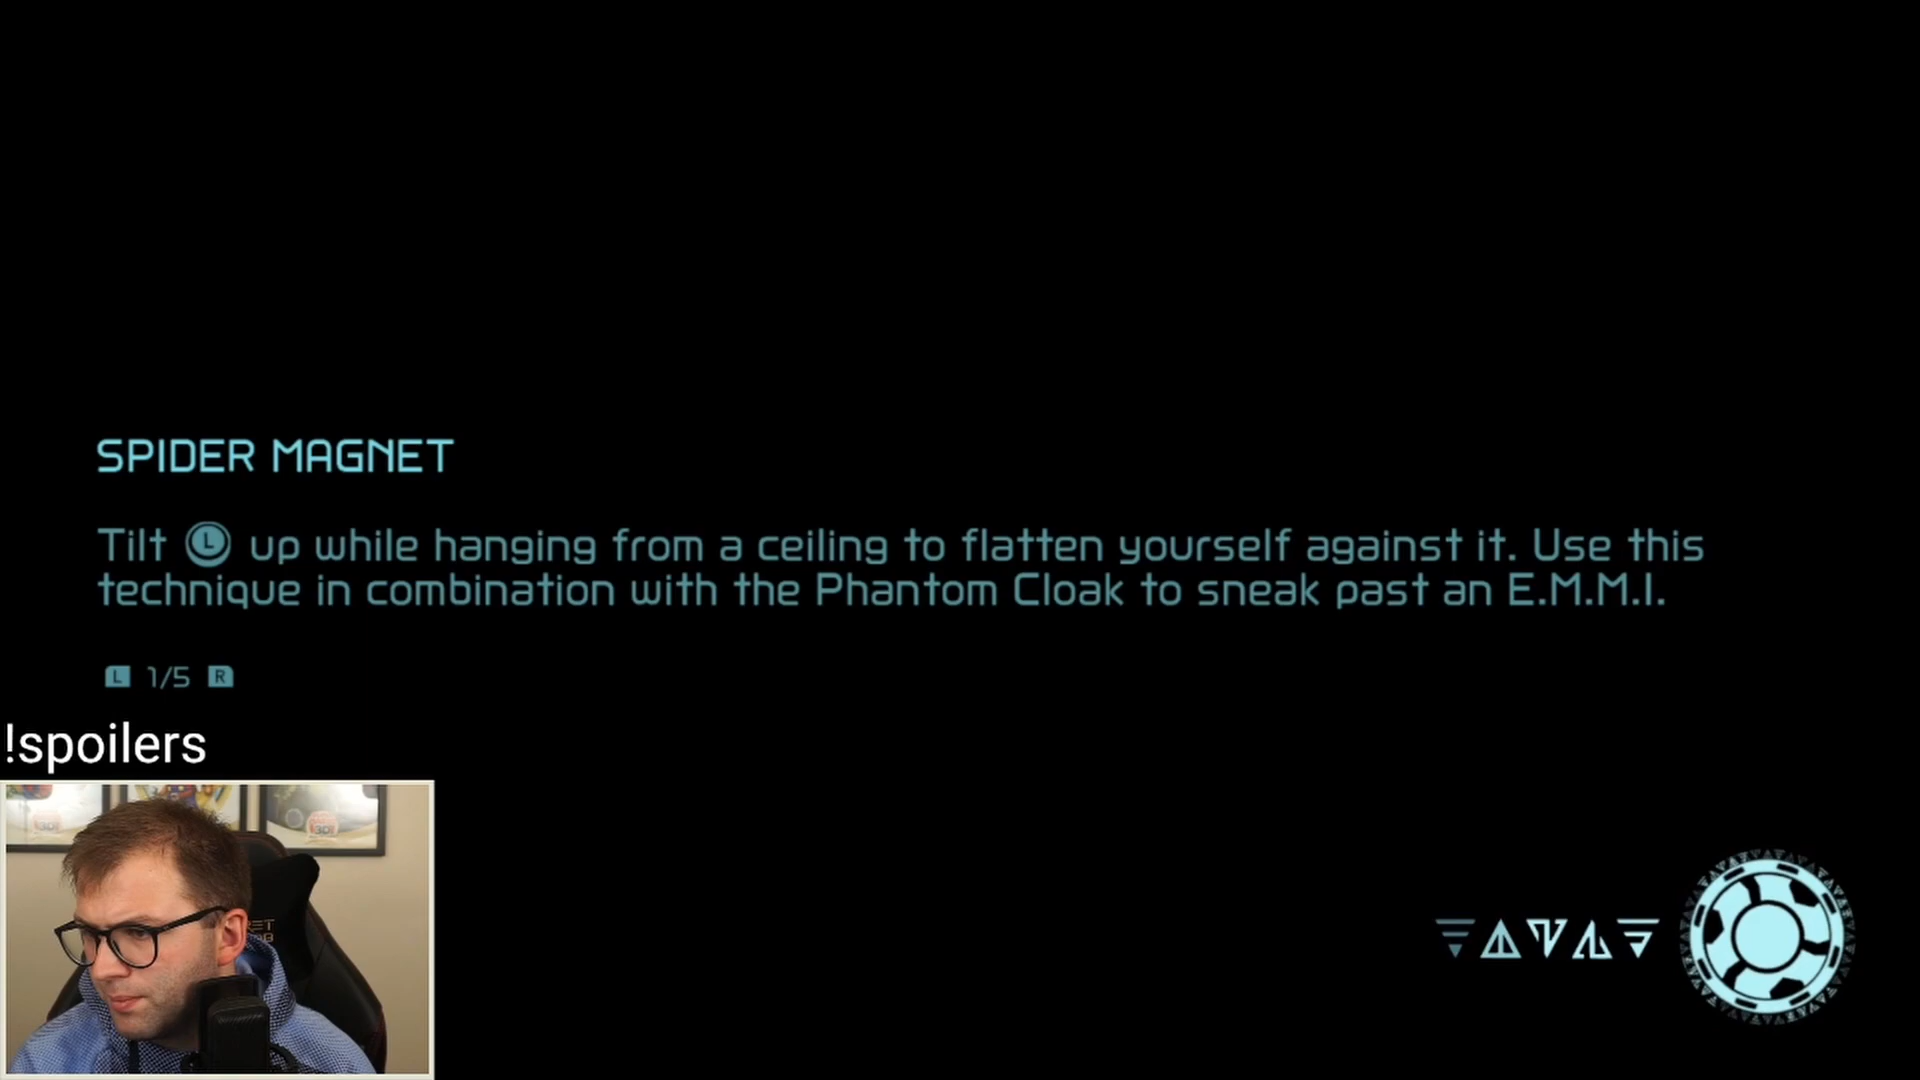 SPIDER MAGNET
Tilt L up while hanging from a ceiling to flatten yourself against it. Use this
technique in combination with the Phantom Cloak to sneak past an E.M.M.I.
L 1/5 R
!spoilers